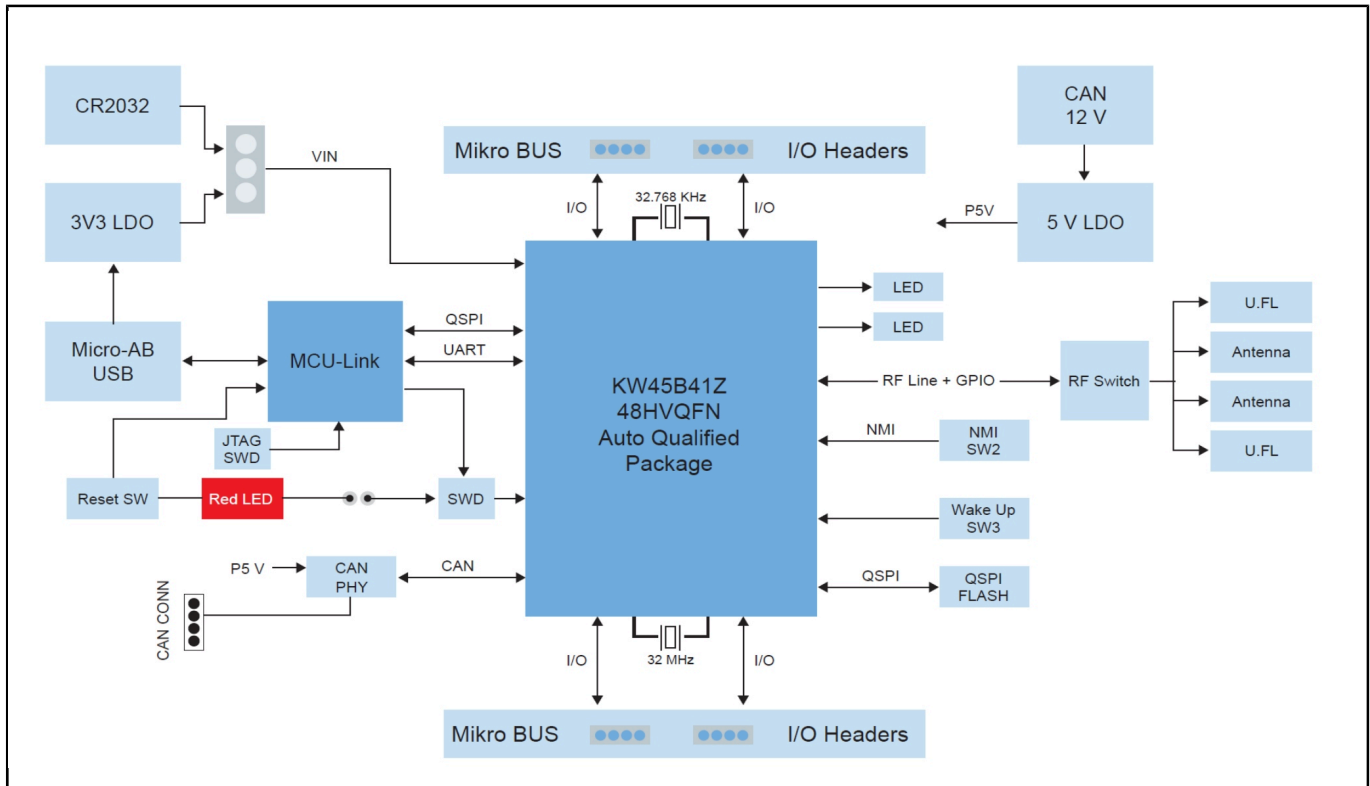 CR2032
3V3 LDO
Micro-AB
USB
VIN
Mikro BUS
I/O Headers
I/O
32.768 KHz
I/O
CAN
12 V
P5V
5 V LDO
MCU-Link
QSPI
UART
JTAG
SWD
Reset SW
Red LED
SWD
P5 V
CAN
PHY
CAN
CAN CONN
KW45B41Z
48HVQFN
Auto Qualified
Package
LED
LED
RF Line + GPIO
RF Switch
U.FL
Antenna
Antenna
U.FL
NMI
NMI
SW2
Wake Up
SW3
QSPI
QSPI
FLASH
I/O
32 MHz
I/O
Mikro BUS
I/O Headers